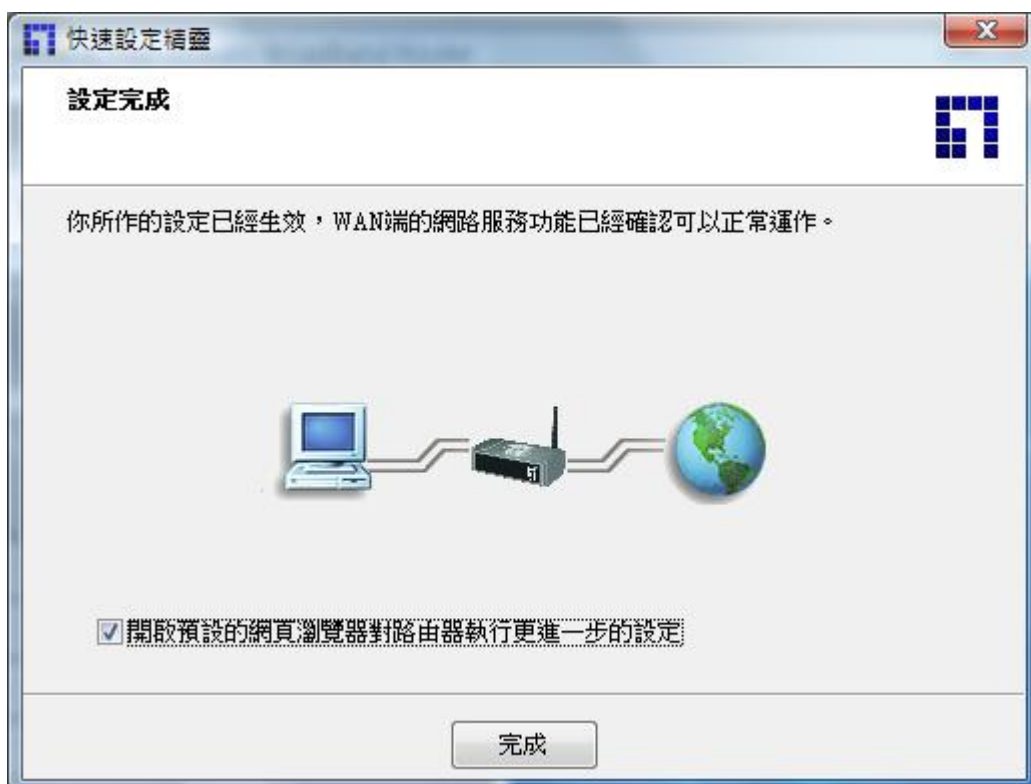 快速設定精靈
設定完成
你所作的設定已經生效，WAN端的網路服務功能已經確認可以正常運作。
開啟預設的網頁瀏覽器對路由器執行更進一步的設定
完成